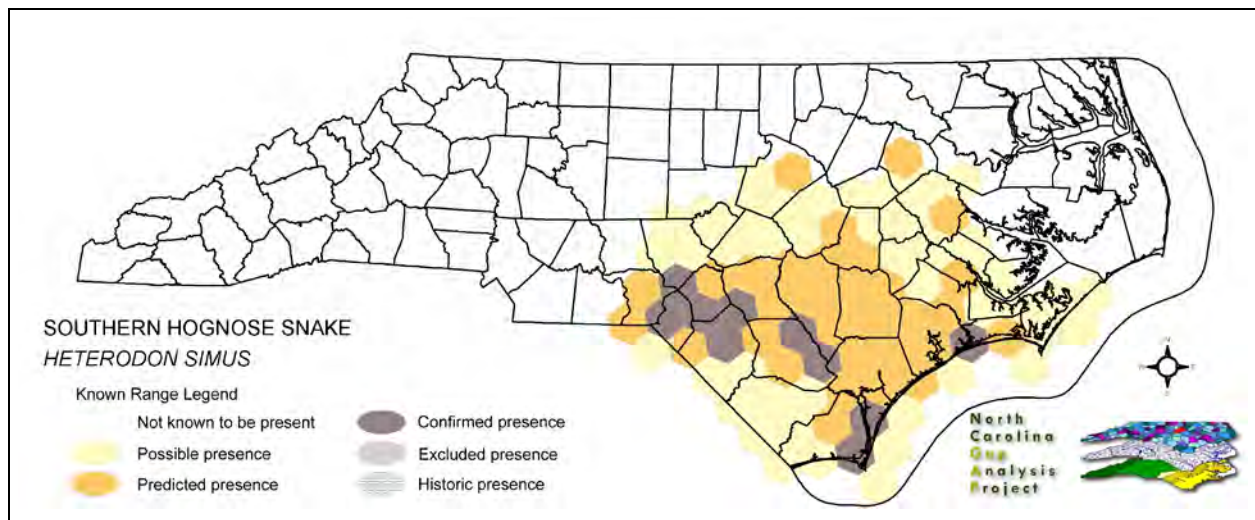 SOUTHERN HOGNOSE SNAKE
HETERODON SIMUS
Known Range Legend
Not known to be present
Possible presence
Predicted presence
Confirmed presence
Excluded presence
Historic presence
North
Carolina
Gap
Analysis
Project